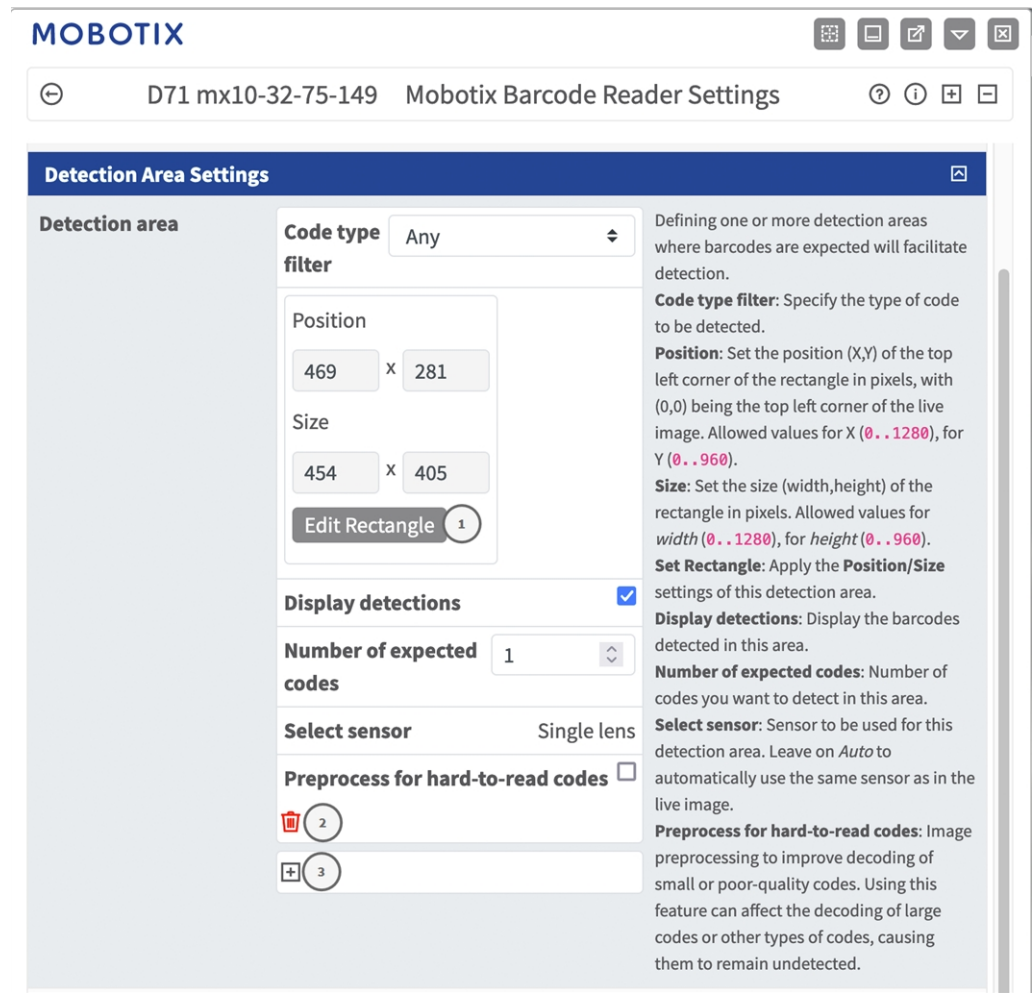 MOBOTIX
D71 mx10-32-75-149 Mobotix Barcode Reader Settings
Detection Area Settings
Detection area
Code type
filter
Any
Position
469 x 281
Size
454 x 405
Edit Rectangle 1
Display detections
Number of expected
codes
1
Select sensor Single lens
Preprocess for hard-to-read codes
2
3
Defining one or more detection areas
where barcodes are expected will facilitate
detection.
Code type filter: Specify the type of code
to be detected.
Position: Set the position (X,Y) of the top
left corner of the rectangle in pixels, with
(0,0) being the top left corner of the live
image. Allowed values for X (0..1280), for
Y (0..960).
Size: Set the size (width,height) of the
rectangle in pixels. Allowed values for
width (0..1280), for height (0..960).
Set Rectangle: Apply the Position/Size
settings of this detection area.
Display detections: Display the barcodes
detected in this area.
Number of expected codes: Number of
codes you want to detect in this area.
Select sensor: Sensor to be used for this
detection area. Leave on Auto to
automatically use the same sensor as in the
live image.
Preprocess for hard-to-read codes: Image
preprocessing to improve decoding of
small or poor-quality codes. Using this
feature can affect the decoding of large
codes or other types of codes, causing
them to remain undetected.